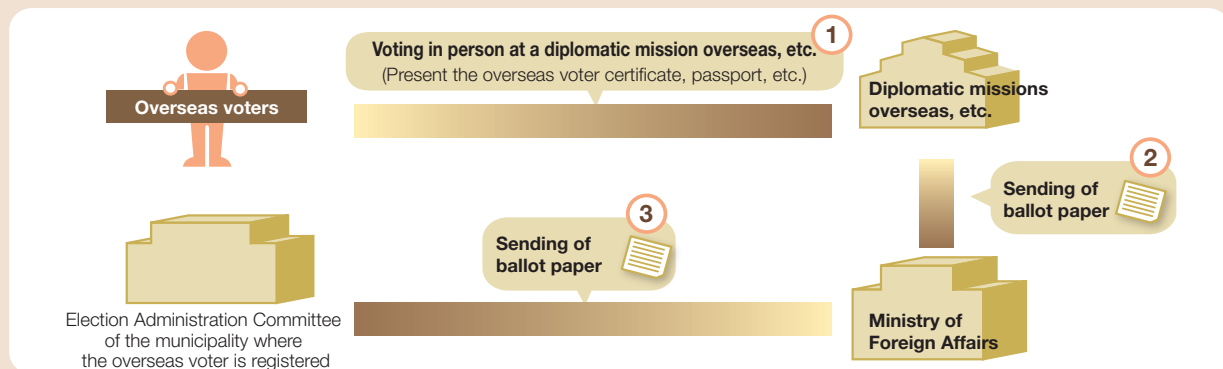 1
Voting in person at a diplomatic mission overseas, etc.
(Present the overseas voter certificate, passport, etc.)
Overseas voters
Diplomatic missions
overseas, etc.
2
Sending of
ballot paper
3
Sending of
ballot paper
Election Administration Committee
of the municipality where
the overseas voter is registered
Ministry of
Foreign Affairs